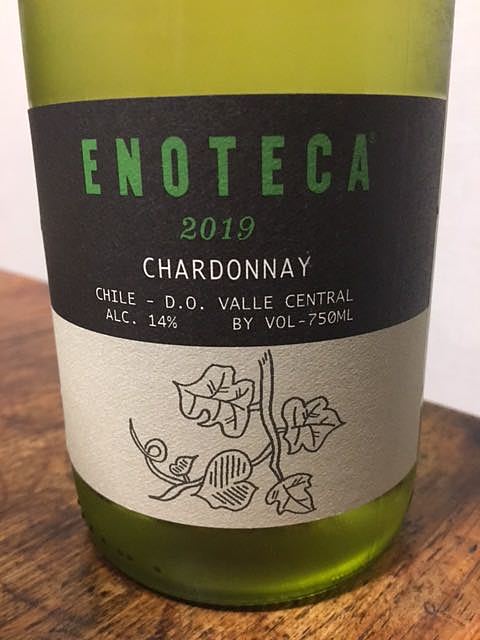 ENOTECA®
2019
CHARDONNAY
CHILE - D.O. VALLE CENTRAL
ALC. 14% BY VOL-750ML